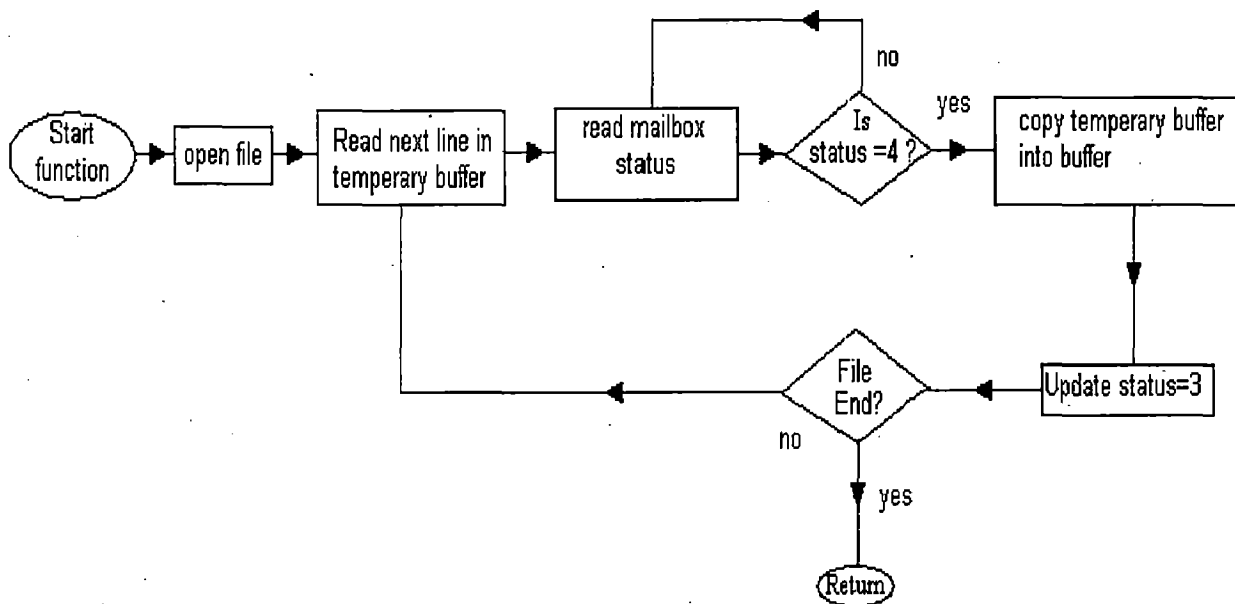 Start
function
open file
Read next line in
temperary buffer
read mailbox
status
no
Is
status =4 ?
yes
copy temperary buffer
into buffer
Update status=3
File
End?
no
yes
Return